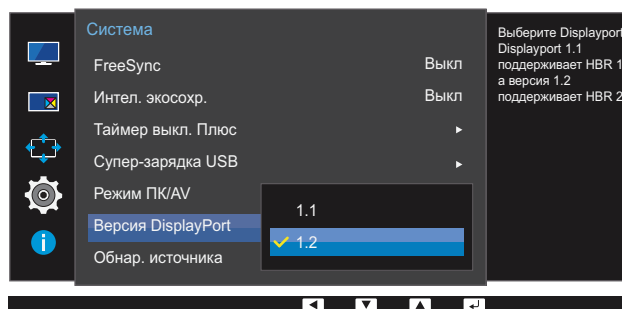 Система
FreeSync
Выкл
Интел. экосохр.
Выкл
Таймер выкл. Плюс
Супер-зарядка USB
Режим ПК/AV
Версия DisplayPort
Обнар. источника
1.1
1.2
Выберите Displayport
Displayport 1.1
поддерживает HBR 1
а версия 1.2
поддерживает HBR 2